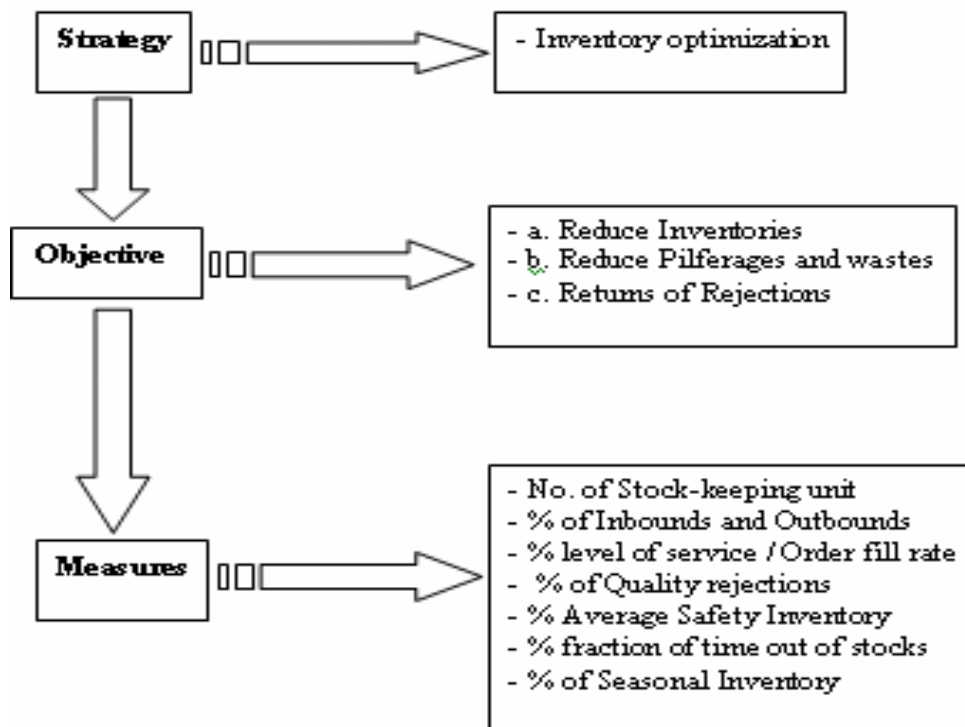 Strategy
- Inventory optimization
Objective
- a. Reduce Inventories
- b. Reduce Pilferages and wastes
- c. Returns of Rejections
Measures
- No. of Stock-keeping unit
- % of Inbounds and Outbounds
- % level of service / Order fill rate
- % of Quality rejections
- % Average Safety Inventory
- % fraction of time out of stocks
- % of Seasonal Inventory